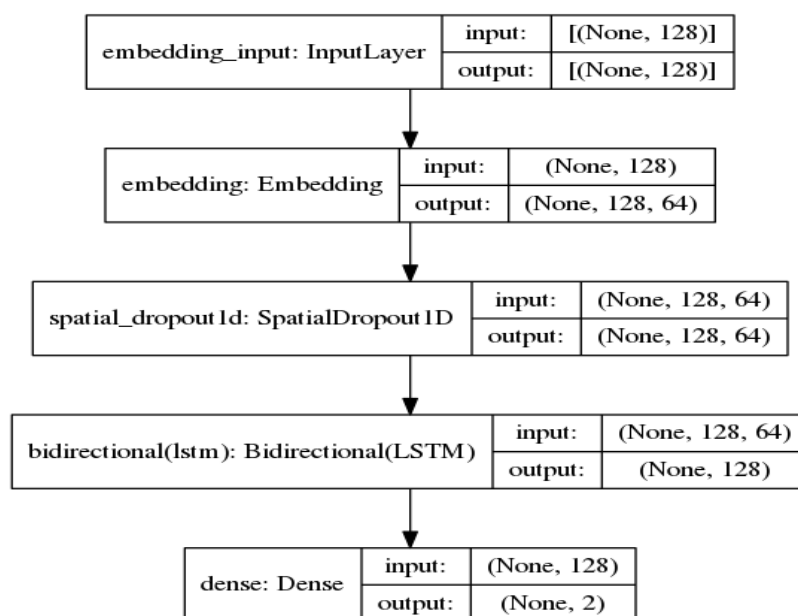 embedding_input: InputLayer
input: [(None, 128)]
output: [(None, 128)]
embedding: Embedding
input: (None, 128)
output: (None, 128, 64)
spatial_dropout1d: SpatialDropout1D
input: (None, 128, 64)
output: (None, 128, 64)
bidirectional(lstm): Bidirectional(LSTM)
input: (None, 128, 64)
output: (None, 128)
dense: Dense
input: (None, 128)
output: (None, 2)